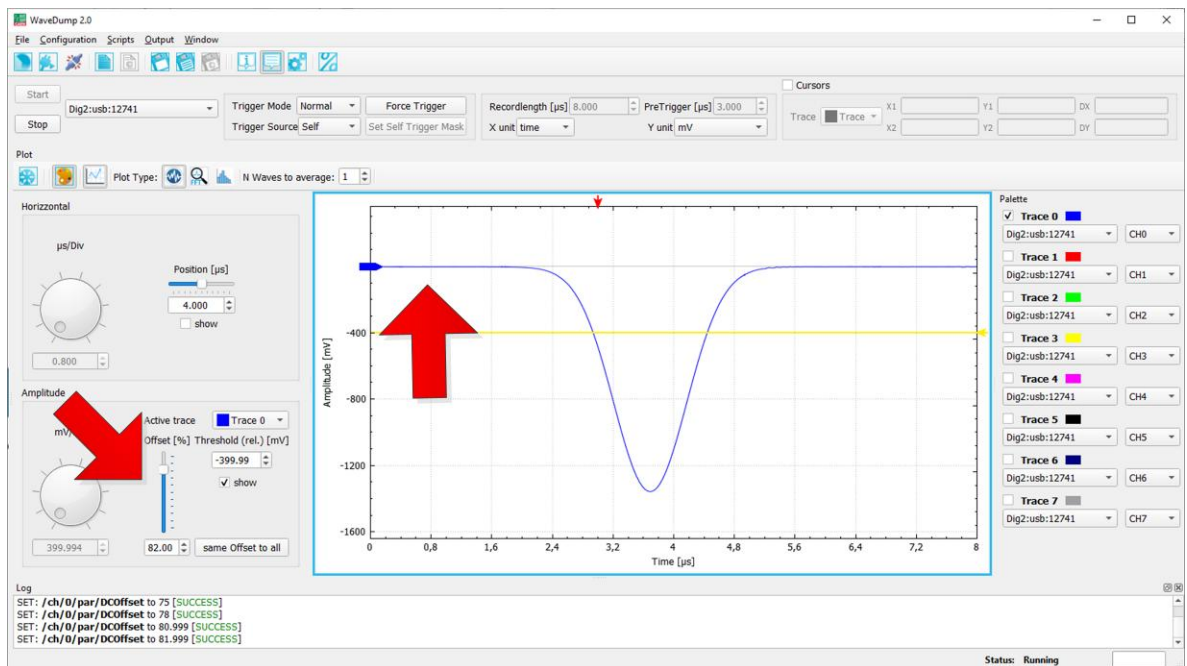 WaveDump 2.0
File Configuration Scripts Output Window
Start
Stop
Dig2:usb:12741
Trigger Mode Normal Force Trigger
Trigger Source Self Set Self Trigger Mask
Recordlength [µs] 8.000 PreTrigger [µs] 3.000
X unit time Y unit mV
Cursors
Trace Trace X1 Y1 DX
X2 Y2 DY
Plot
Plot Type: FFT N Waves to average: 1
Horizzontal
µs/Div
Position [µs]
4.000
show
0.800
Amplitude
mV/
Active trace Trace 0
Offset [%] Threshold (rel.) [mV]
-399.99
show
399.994 82.00 same Offset to all
Amplitude [mV]
-400
-800
-1200
-1600
0 0,8 1,6 2,4 3,2 4 4,8 5,6 6,4 7,2 8
Time [µs]
Palette
Trace 0
Dig2:usb:12741 CH0
Trace 1
Dig2:usb:12741 CH1
Trace 2
Dig2:usb:12741 CH2
Trace 3
Dig2:usb:12741 CH3
Trace 4
Dig2:usb:12741 CH4
Trace 5
Dig2:usb:12741 CH5
Trace 6
Dig2:usb:12741 CH6
Trace 7
Dig2:usb:12741 CH7
Log
SET: /ch/0/par/DCOffset to 75 [SUCCESS]
SET: /ch/0/par/DCOffset to 78 [SUCCESS]
SET: /ch/0/par/DCOffset to 80.999 [SUCCESS]
SET: /ch/0/par/DCOffset to 81.999 [SUCCESS]
Status: Running